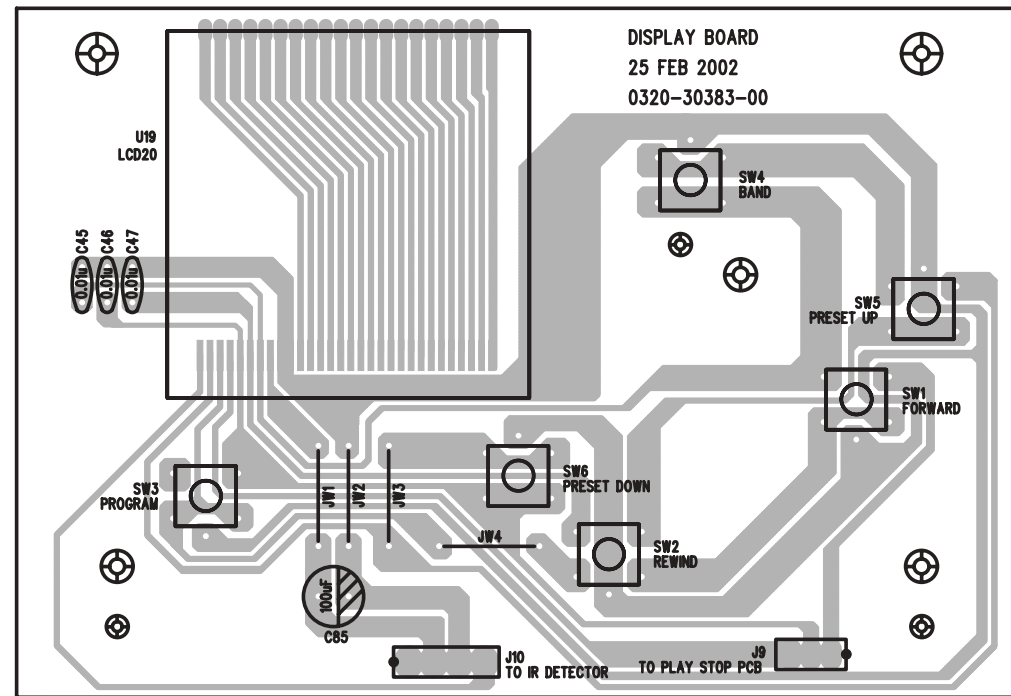 DISPLAY BOARD
25 FEB 2002
0320-30383-00
U19
LCD20
SW4
BAND
C45
C46
C47
0.01u
0.01u
0.01u
SW5
PRESET UP
SW1
FORWARD
SW3
PROGRAM
JW1
JW2
JW3
SW6
PRESET DOWN
JW4
SW2
REWIND
100uF
C85
J10
TO IR DETECTOR
J9
TO PLAY STOP PCB